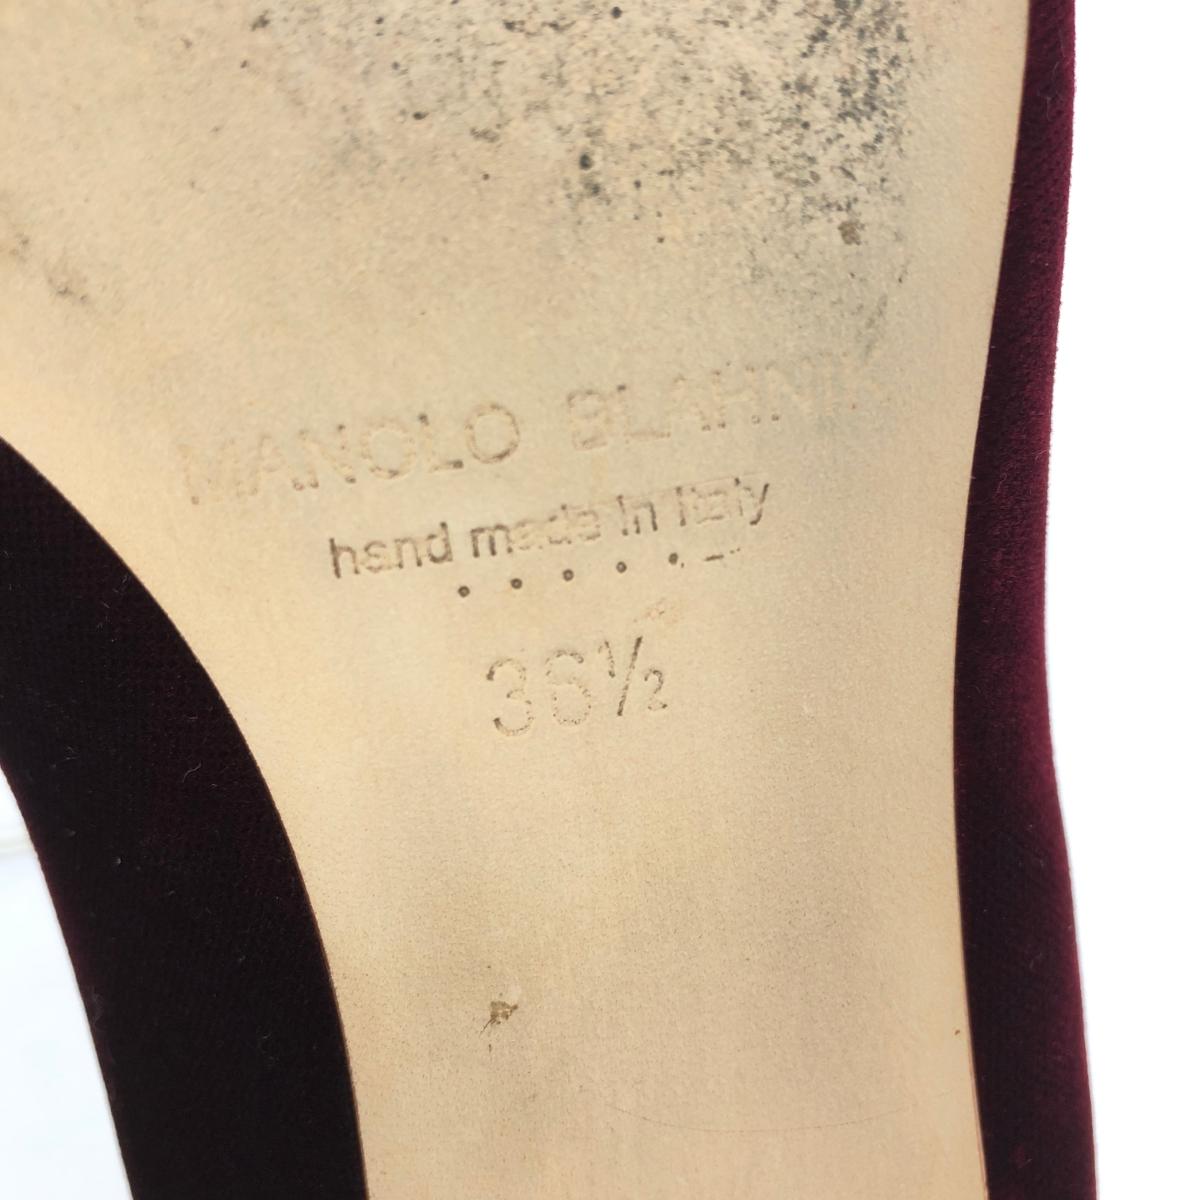 MANOLO BLAHNIK
hand made in Italy
36½